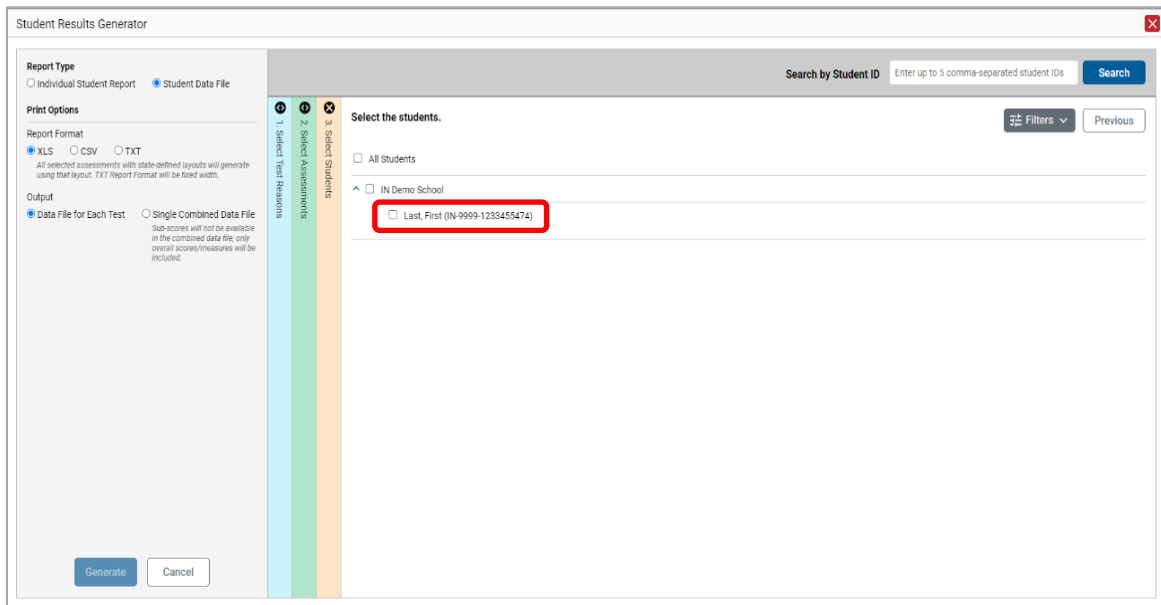 Student Results Generator
Report Type
Individual Student Report Student Data File
Print Options
Report Format
XLS CSV TXT
All selected assessments with state-defined layouts will generate
using that layout. TXT Report Format will be fixed width.
Output
Data File for Each Test Single Combined Data File
Sub-scores will not be available
in the combined data file; only
overall scores/measures will be
included.
Generate Cancel
1. Select Test Reasons
2. Select Assessments
3. Select Students
Search by Student ID Enter up to 5 comma-separated student IDs Search
Select the students. Filters Previous
All Students
IN Demo School
Last, First (IN-9999-1233455474)